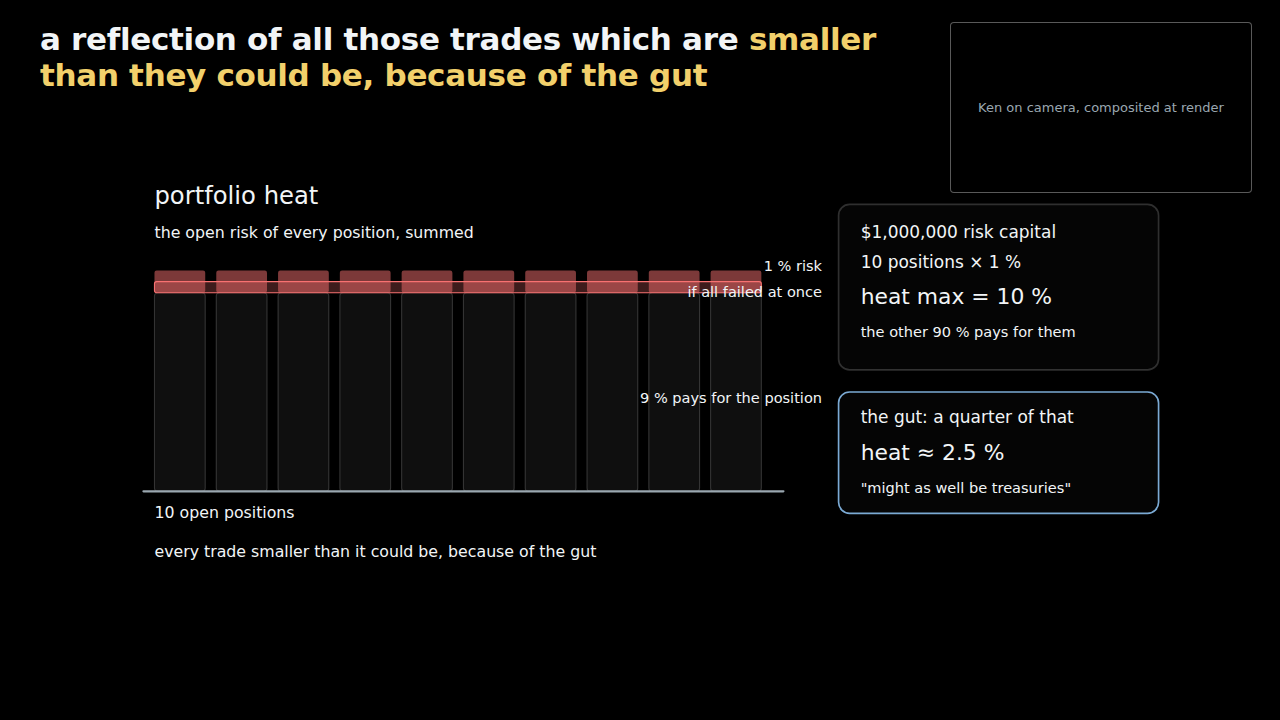 a reflection of all those trades which are smaller
than they could be, because of the gut
Ken on camera, composited at render
portfolio heat
the open risk of every position, summed
1 % risk
if all failed at once
9 % pays for the position
10 open positions
every trade smaller than it could be, because of the gut
$1,000,000 risk capital
10 positions × 1 %
heat max = 10 %
the other 90 % pays for them
the gut: a quarter of that
heat ≈ 2.5 %
"might as well be treasuries"